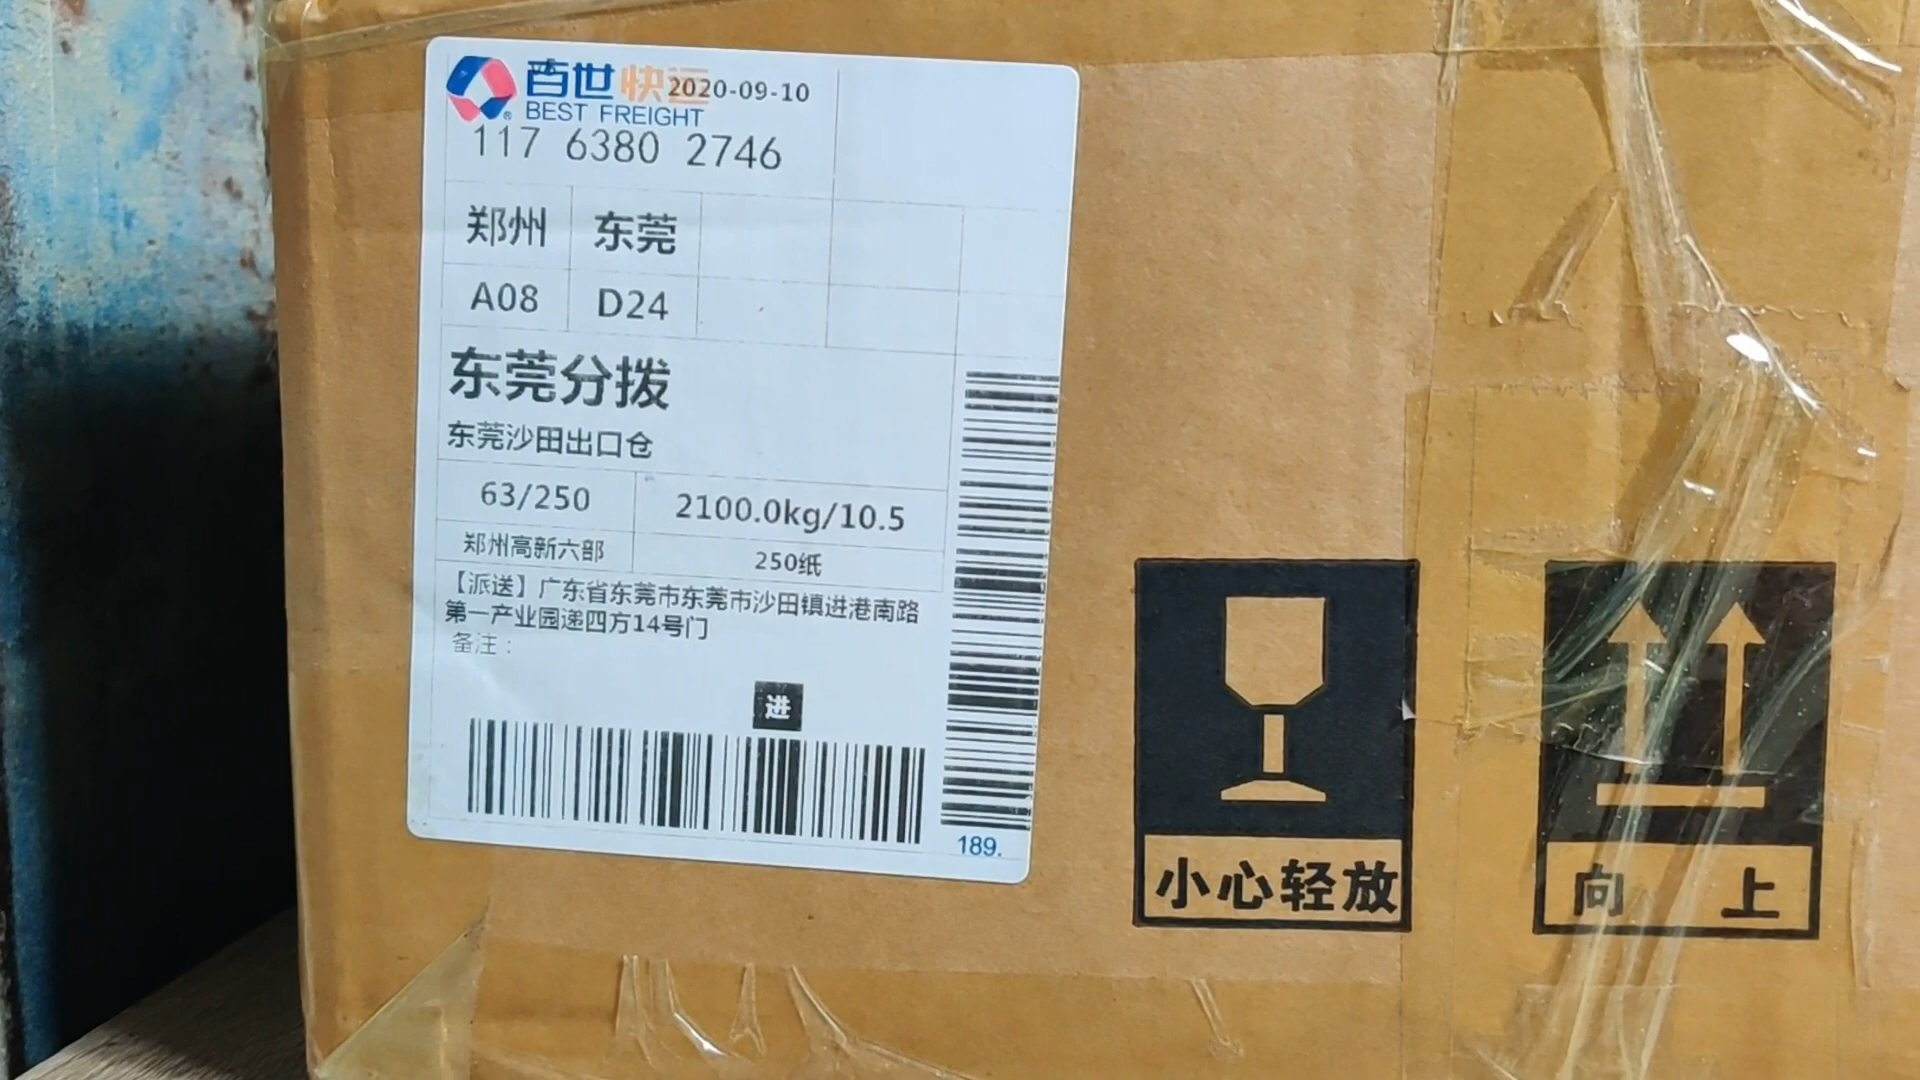 百世快运 2020-09-10
BEST FREIGHT
117 6380 2746
郑州 东莞
A08 D24
东莞分拨
东莞沙田出口仓
63/250 2100.0kg/10.5
郑州高新六部 250纸
【派送】广东省东莞市东莞市沙田镇进港南路
第一产业园递四方14号门
备注：
进
189.
小心轻放
向上